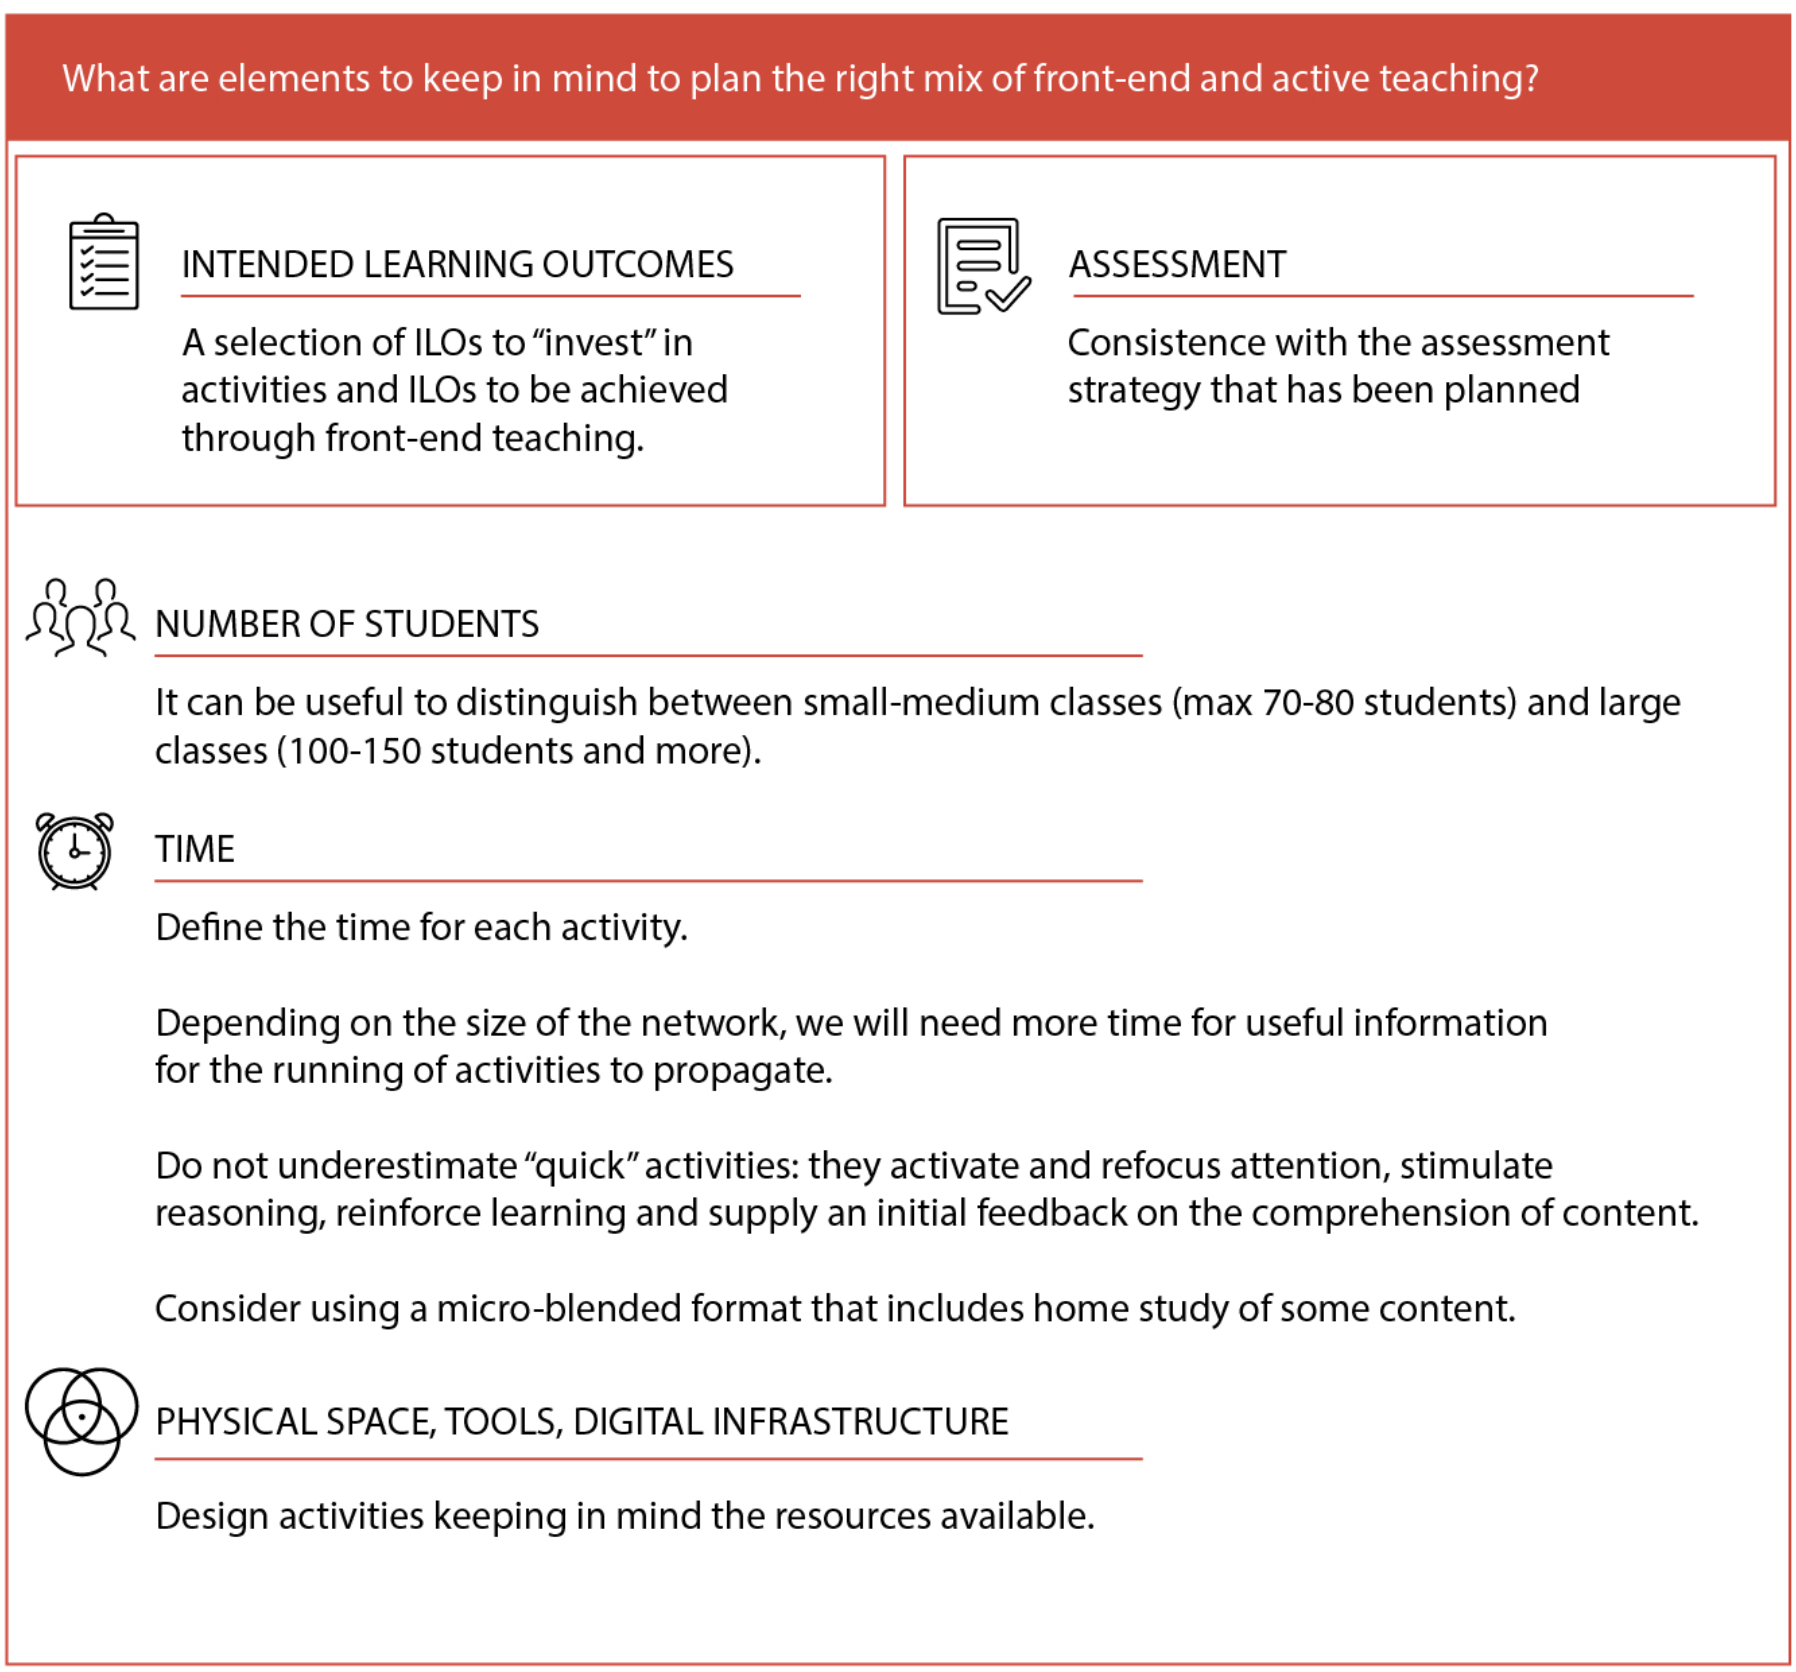 What are elements to keep in mind to plan the right mix of front-end and active teaching?
INTENDED LEARNING OUTCOMES
A selection of ILOs to “invest” in
activities and ILOs to be achieved
through front-end teaching.
ASSESSMENT
Consistence with the assessment
strategy that has been planned
NUMBER OF STUDENTS
It can be useful to distinguish between small-medium classes (max 70-80 students) and large
classes (100-150 students and more).
TIME
Define the time for each activity.
Depending on the size of the network, we will need more time for useful information
for the running of activities to propagate.
Do not underestimate “quick” activities: they activate and refocus attention, stimulate
reasoning, reinforce learning and supply an initial feedback on the comprehension of content.
Consider using a micro-blended format that includes home study of some content.
PHYSICAL SPACE, TOOLS, DIGITAL INFRASTRUCTURE
Design activities keeping in mind the resources available.